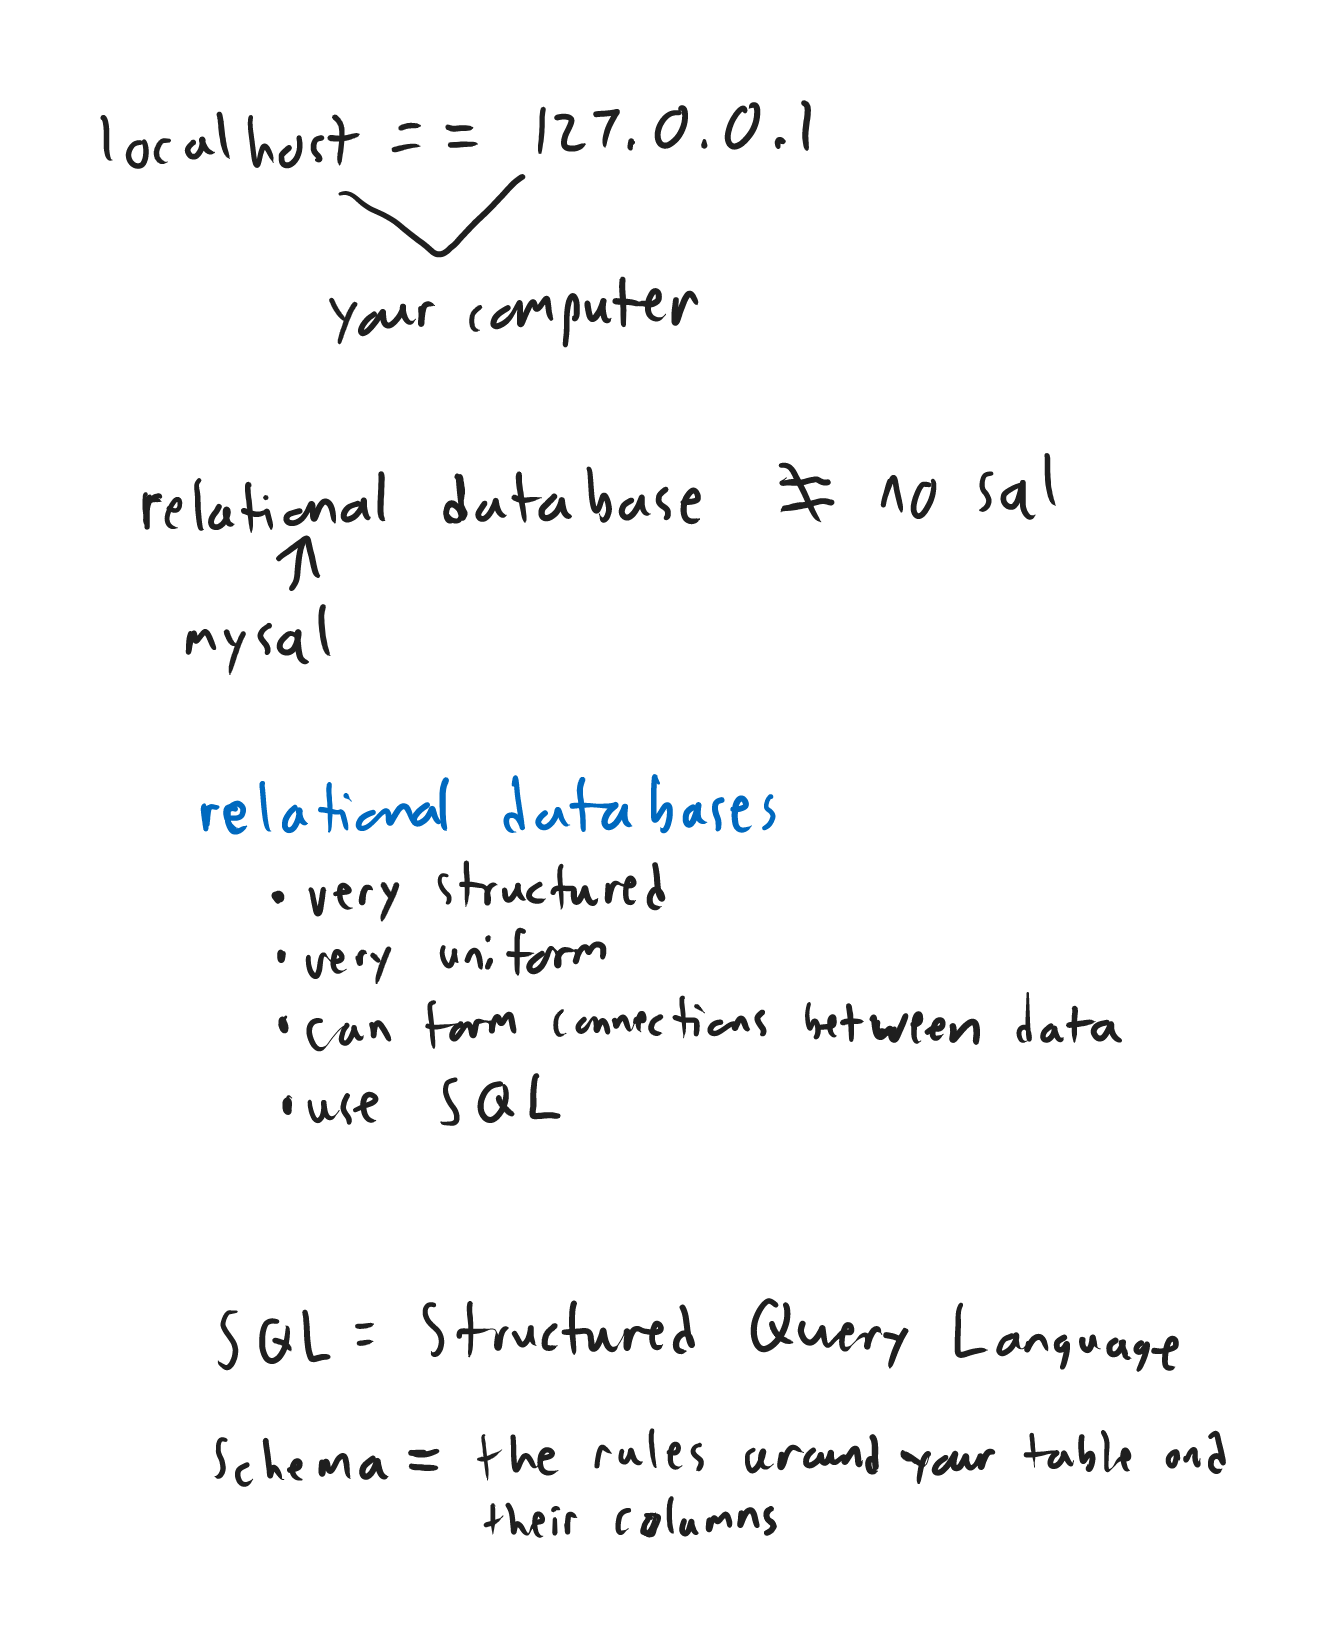 localhost == 127.0.0.1
your computer
relational database ≠ no sql
mysql
relational databases
• very structured
• very uniform
• can form connections between data
• use SQL
SQL = Structured Query Language
Schema = the rules around your table and
their columns